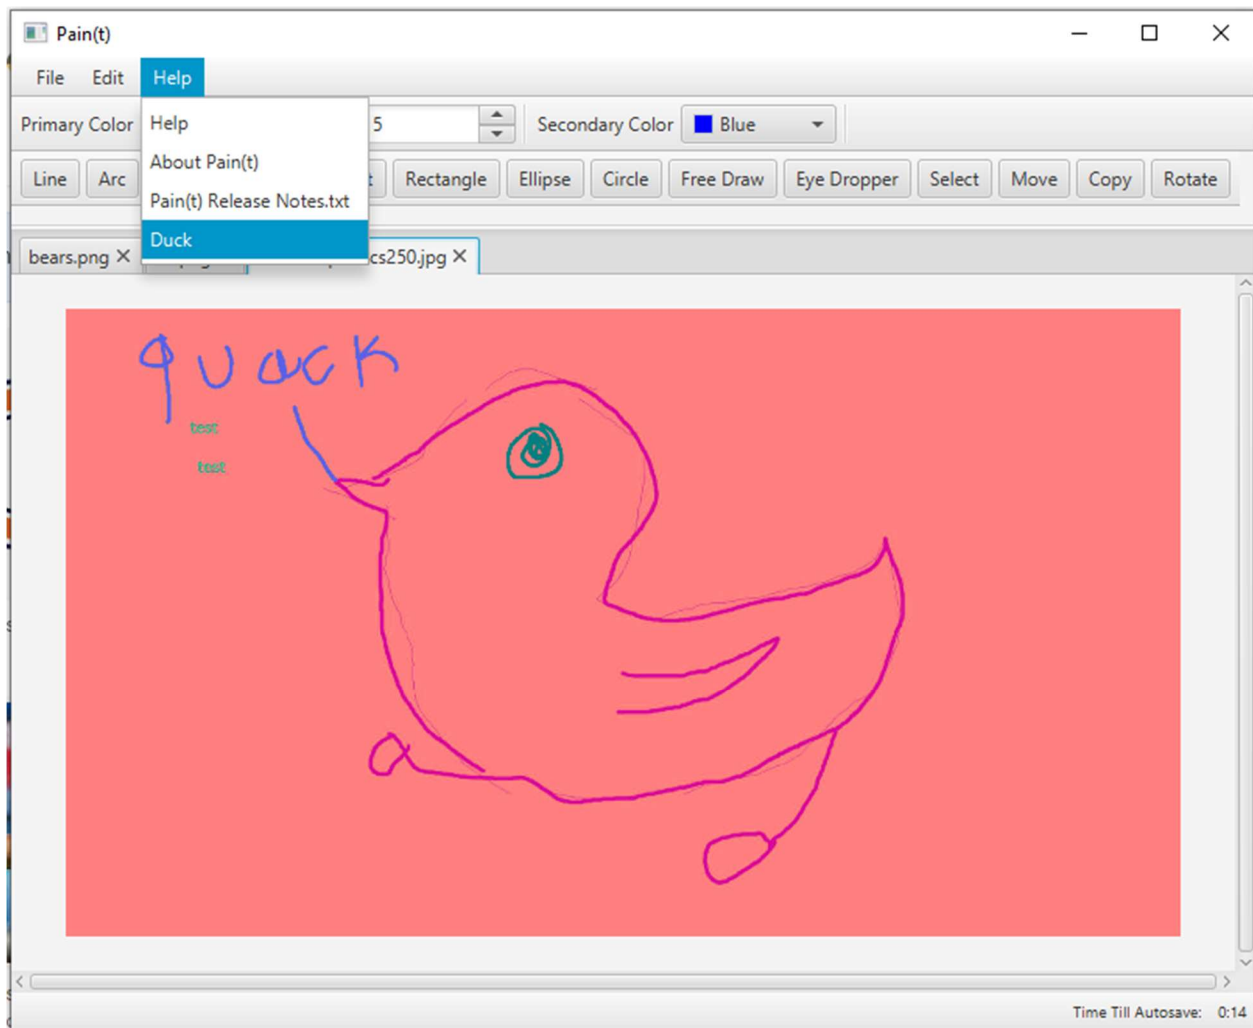 Pain(t)
File Edit Help
Primary Color 5 Secondary Color Blue
Help
About Pain(t)
Pain(t) Release Notes.txt
Duck
Line Arc Rectangle Ellipse Circle Free Draw Eye Dropper Select Move Copy Rotate
bears.png cs250.jpg
quack
test
test
Time Till Autosave: 0:14